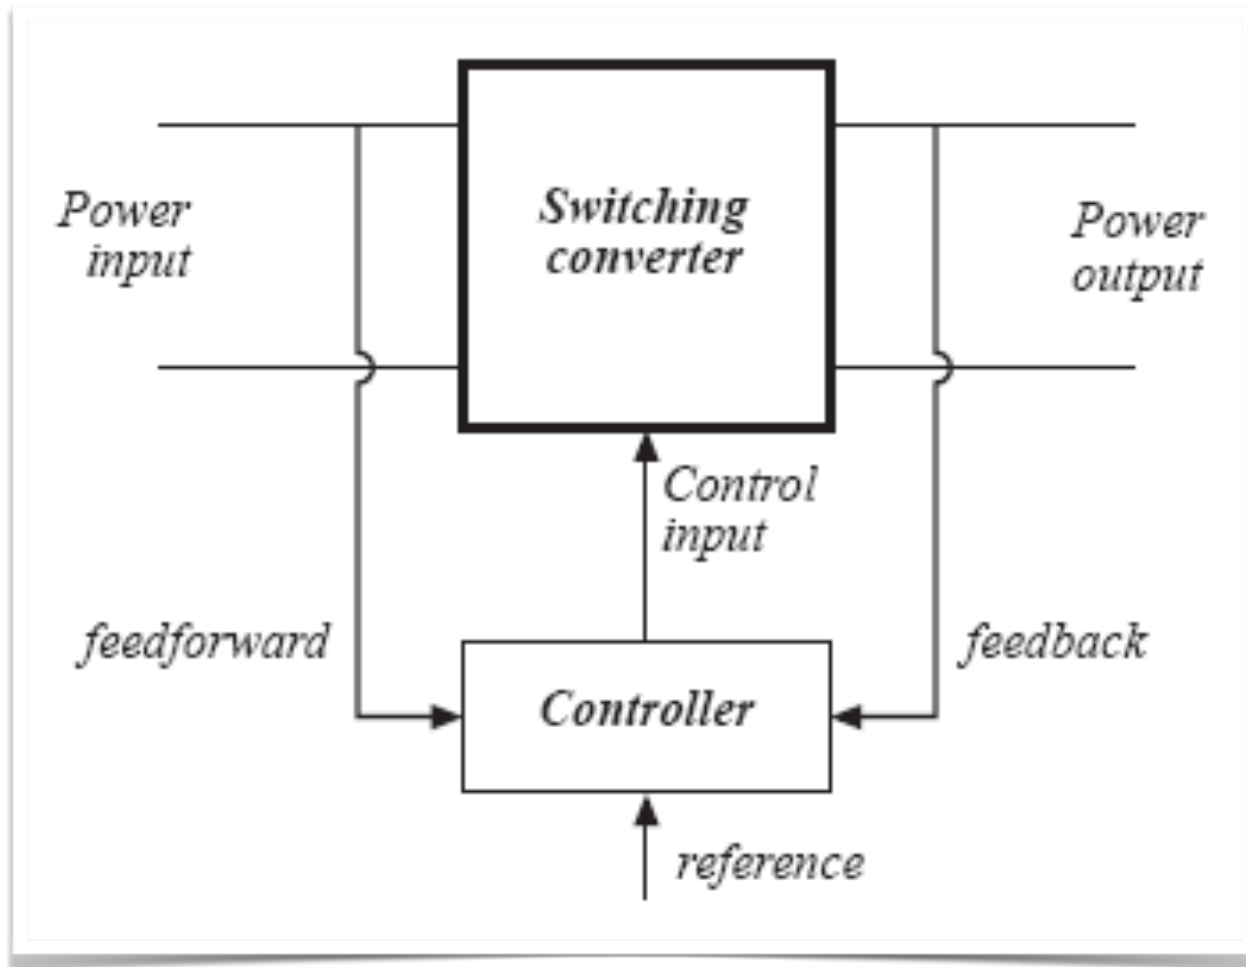 Switching
converter
Power
input
Power
output
Control
input
feedforward
feedback
Controller
reference